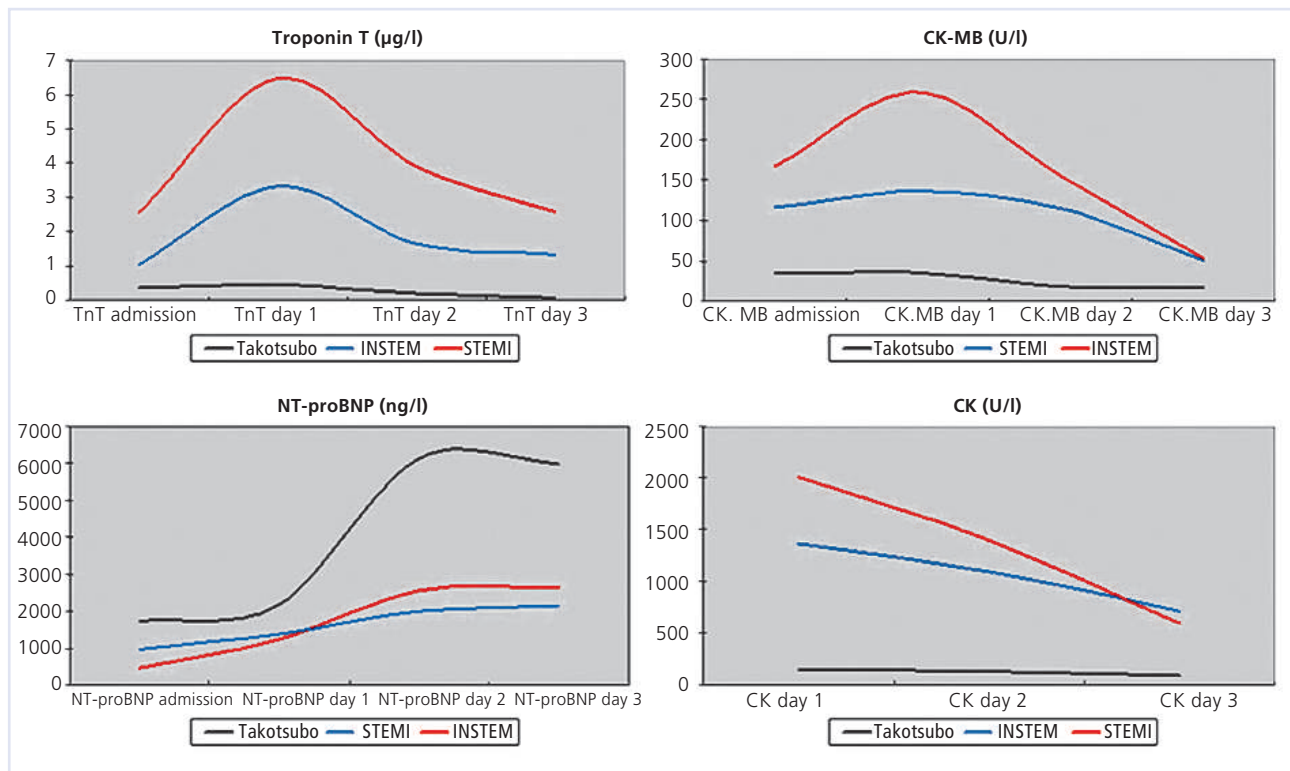 Troponin T (µg/l)
7
6
5
4
3
2
1
0
TnT admission TnT day 1 TnT day 2 TnT day 3
Takotsubo INSTEM STEMI
CK-MB (U/l)
300
250
200
150
100
50
0
CK. MB admission CK.MB day 1 CK.MB day 2 CK.MB day 3
Takotsubo STEMI INSTEM
NT-proBNP (ng/l)
7000
6000
5000
4000
3000
2000
1000
0
NT-proBNP admission NT-proBNP day 1 NT-proBNP day 2 NT-proBNP day 3
Takotsubo STEMI INSTEM
CK (U/l)
2500
2000
1500
1000
500
0
CK day 1 CK day 2 CK day 3
Takotsubo INSTEM STEMI